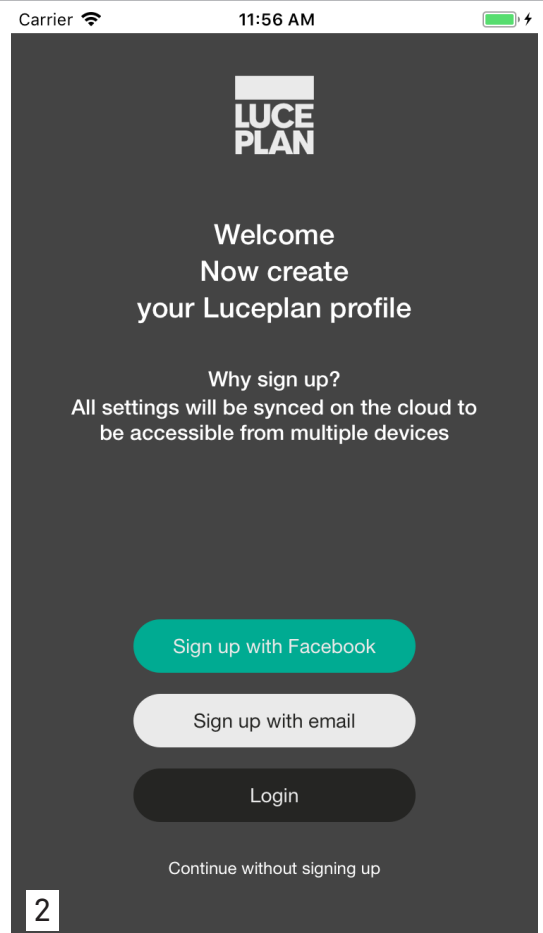 Carrier 11:56 AM
LUCE
PLAN
Welcome
Now create
your Luceplan profile
Why sign up?
All settings will be synced on the cloud to
be accessible from multiple devices
Sign up with Facebook
Sign up with email
Login
Continue without signing up
2